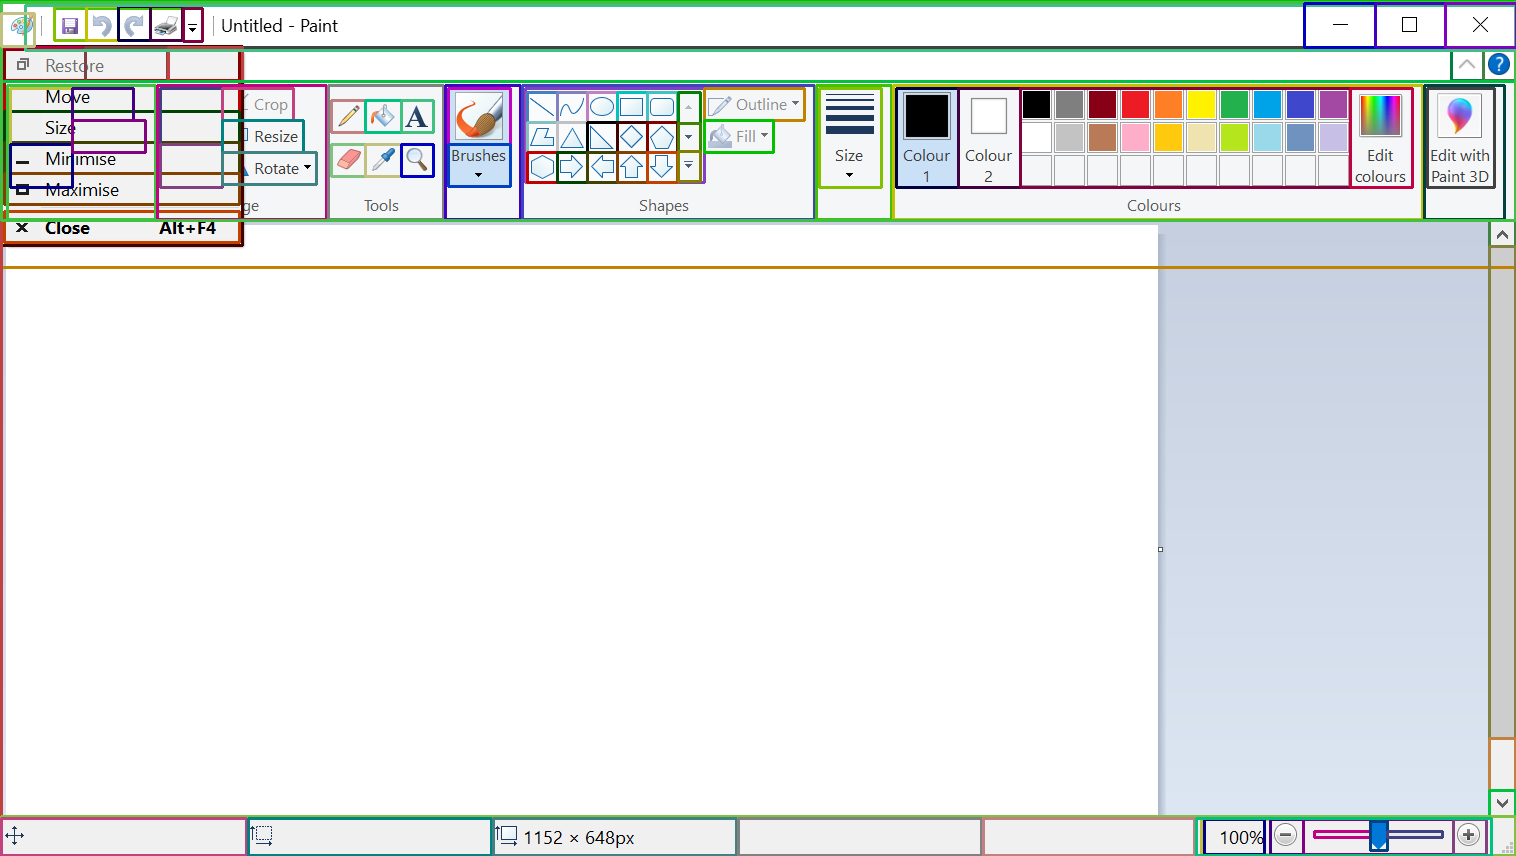 Untitled - Paint
Restore
Move
Size
Minimise
Maximise
Close Alt+F4
Crop
Resize
Rotate
ge
A
Tools
Brushes
Outline
Fill
Shapes
Size
Colour 1
Colour 2
Edit colours
Colours
Edit with Paint 3D
1152 × 648px
100%